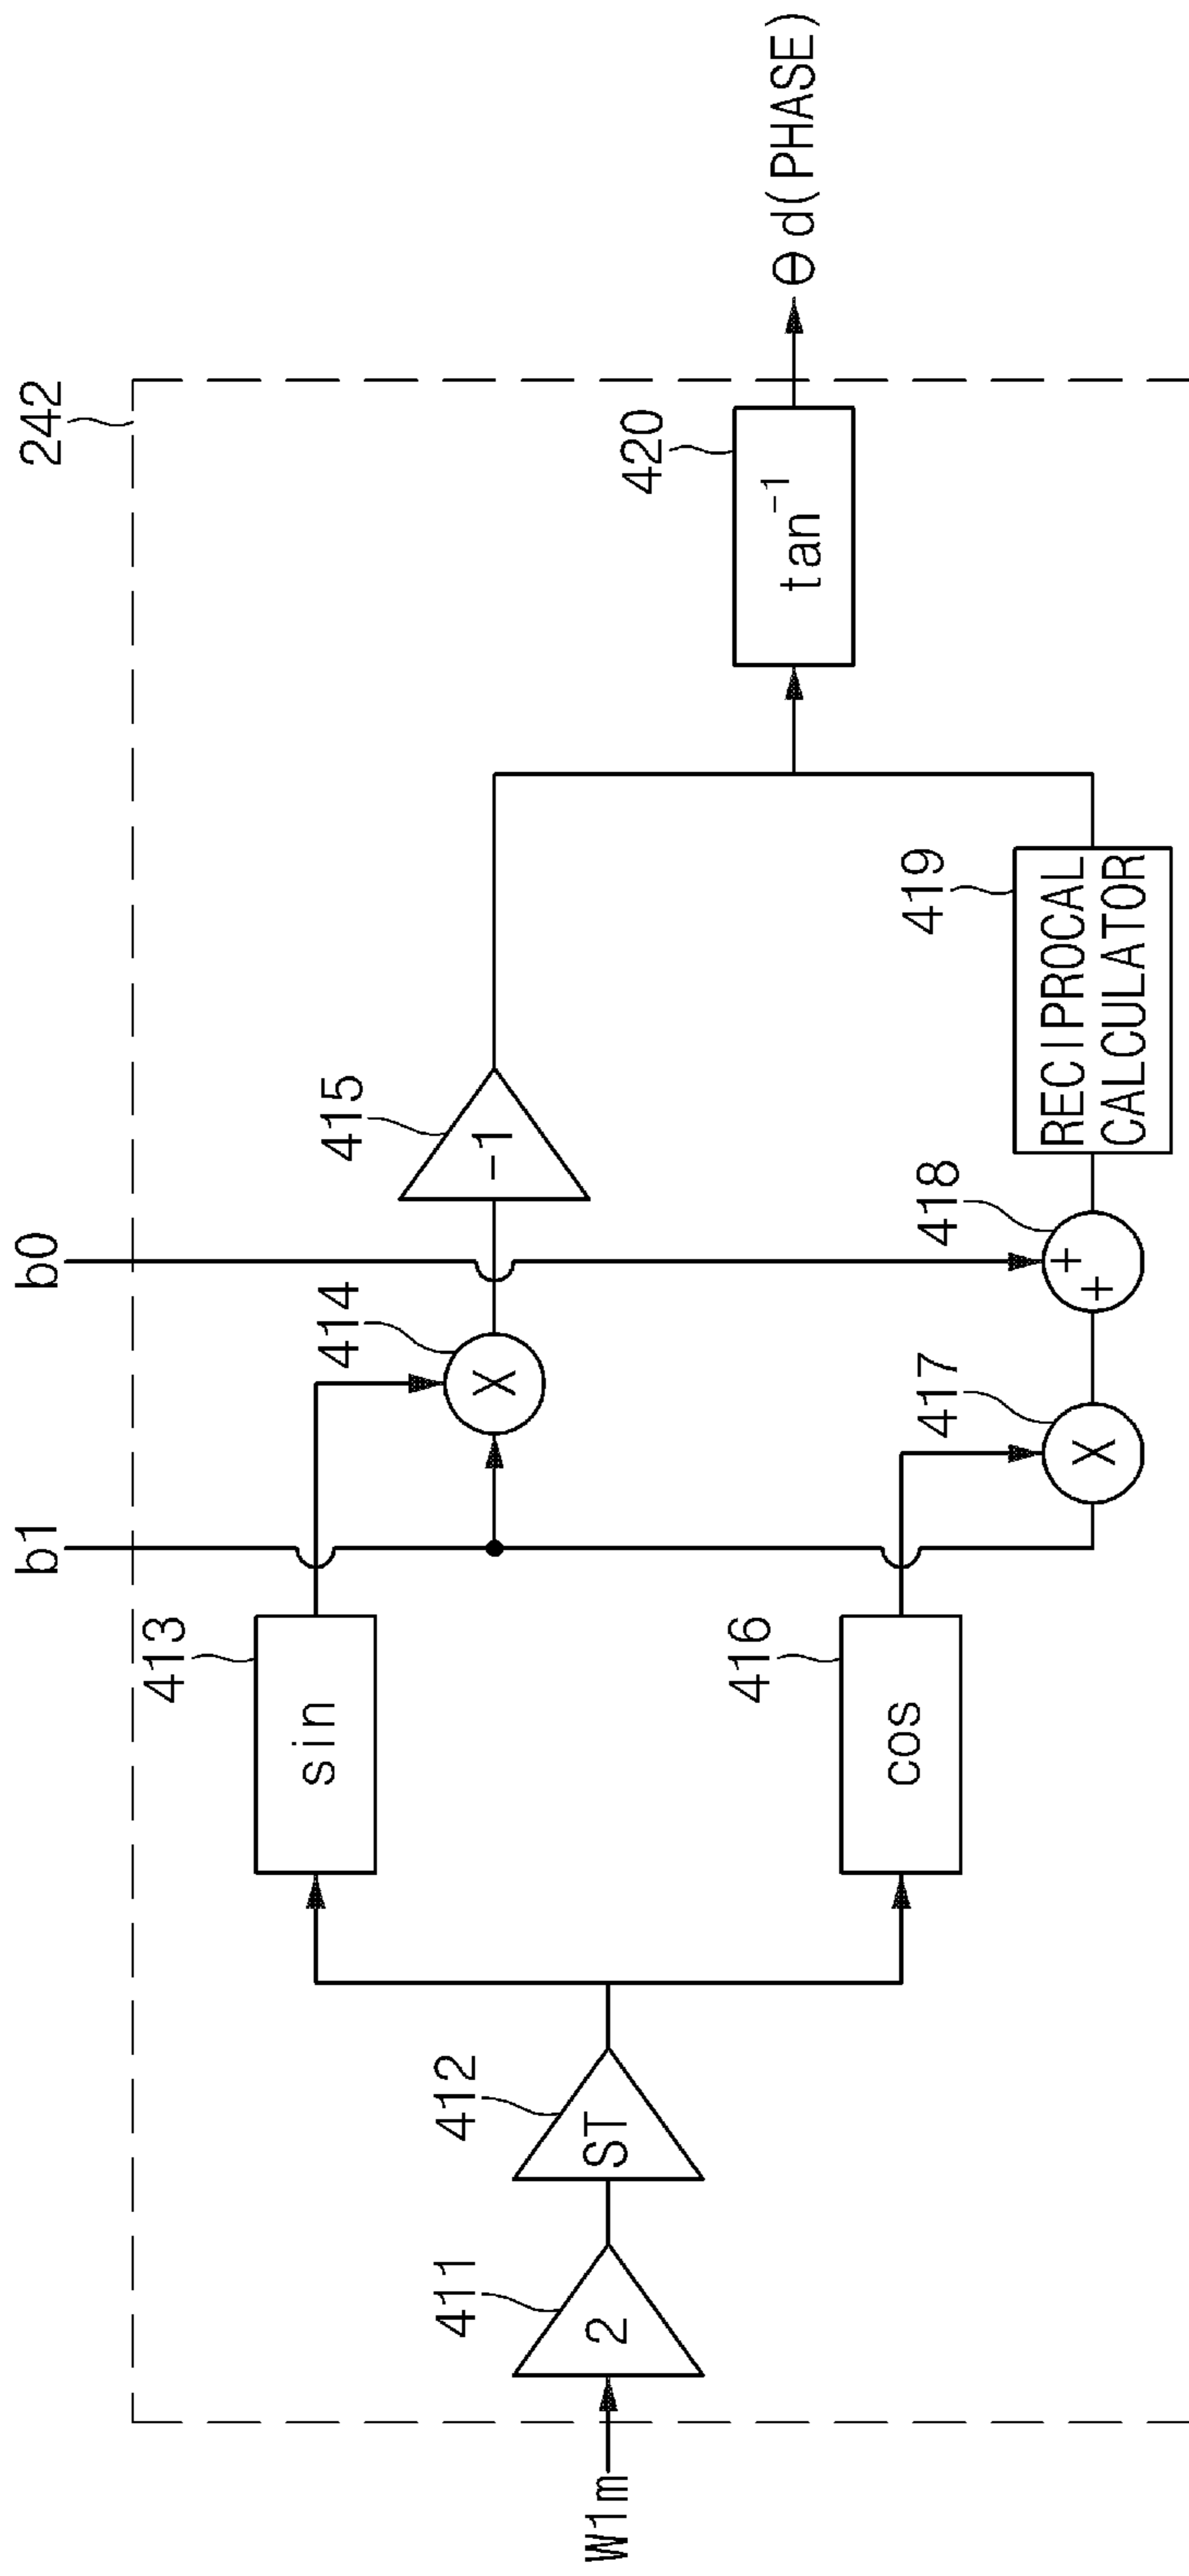 242
b1
b0
W1m
411
2
412
ST
413
sin
414
X
415
-1
416
cos
417
X
418
+
+
419
RECIPROCAL
CALCULATOR
420
tan⁻¹
θd(PHASE)